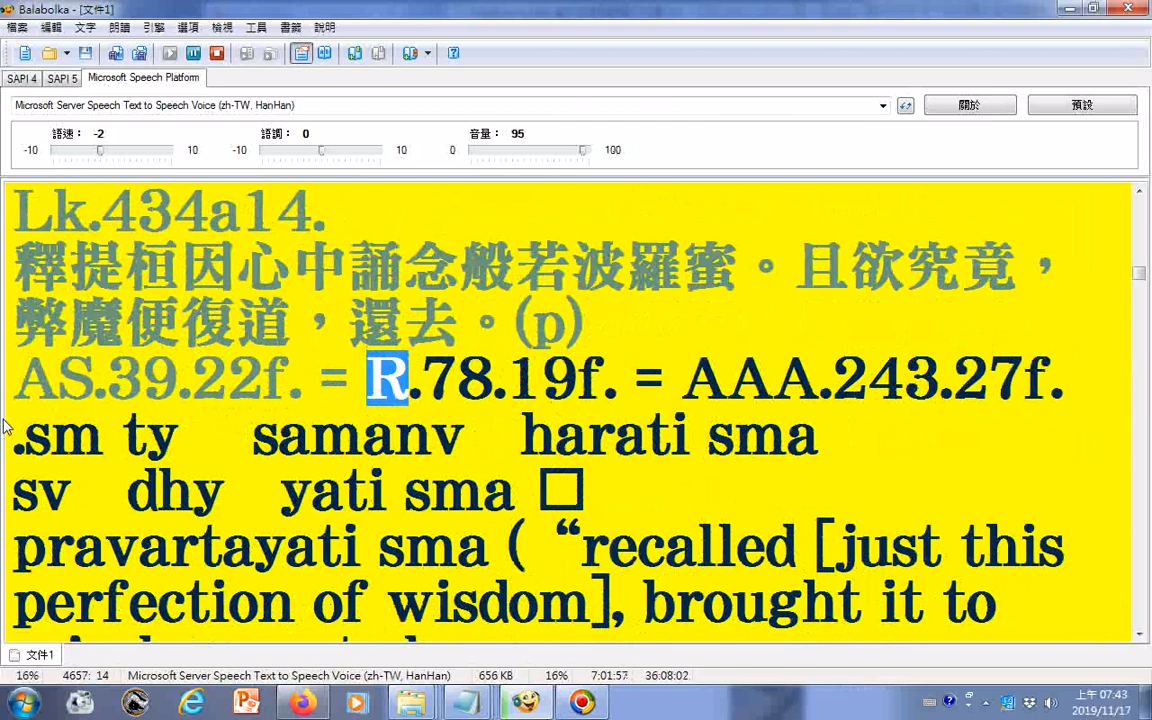 Balabolka - [文件1]
檔案 編輯 文字 朗讀 引擎 選項 檢視 工具 書籤 說明
SAPI 4 SAPI 5 Microsoft Speech Platform
Microsoft Server Speech Text to Speech Voice (zh-TW, HanHan) 關於 預設
語速： -2 語調： 0 音量： 95
-10 10 -10 10 0 100
Lk.434a14.
釋提桓因心中誦念般若波羅蜜。且欲究竟，
弊魔便復道，還去。(p)
AS.39.22f. = R.78.19f. = AAA.243.27f.
.sm ty samanv harati sma
sv dhy yati sma □
pravartayati sma ( “recalled [just this
perfection of wisdom], brought it to
文件1
16% 4657: 14 Microsoft Server Speech Text to Speech Voice (zh-TW, HanHan) 656 KB 16% 7:01:57. 36:08:02.
上午 07:43
2019/11/17